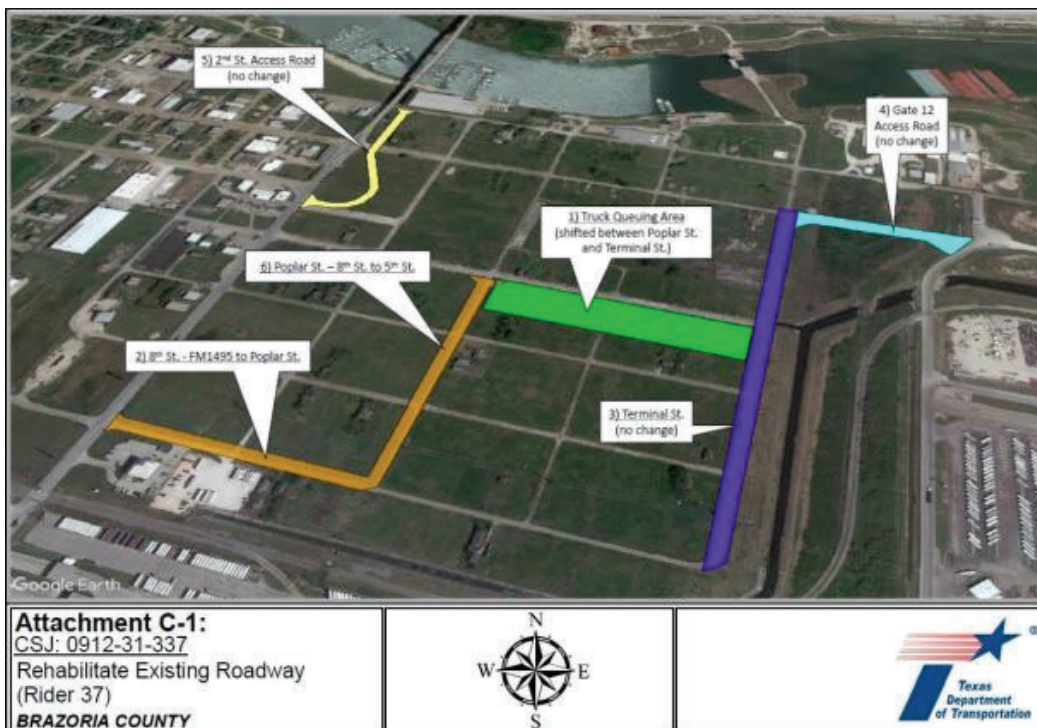 5) 2nd St. Access Road
(no change)
4) Gate 12
Access Road
(no change)
1) Truck Queuing Area
(shifted between Poplar St.
and Terminal St.)
6) Poplar St. – 8th St. to 5th St.
2) 8th St. - FM1495 to Poplar St.
3) Terminal St.
(no change)
Google Earth
Attachment C-1:
CSJ: 0912-31-337
Rehabilitate Existing Roadway
(Rider 37)
BRAZORIA COUNTY
N
W
E
S
®
Texas
Department
of Transportation